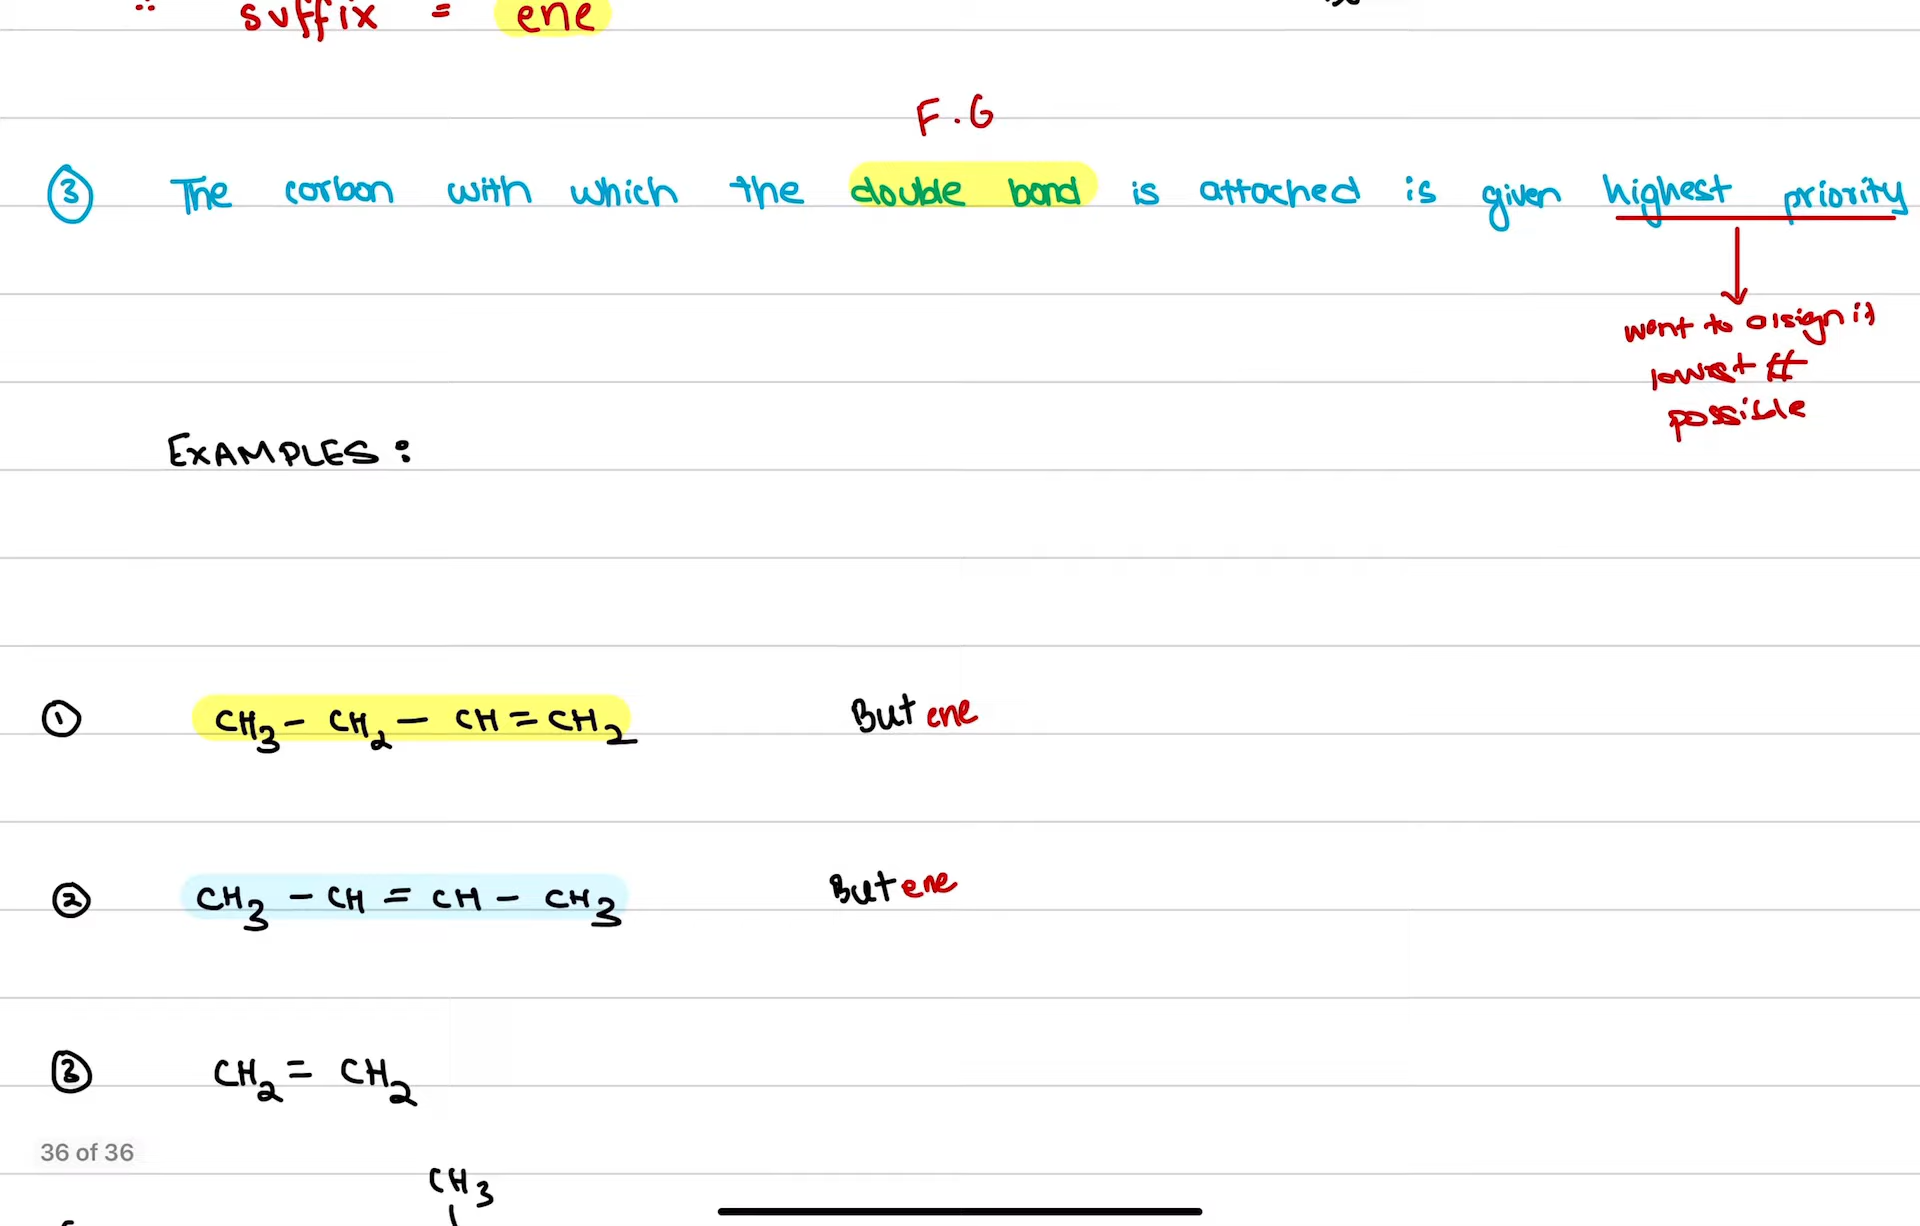 ∵ suffix = ene
F.G
③ The carbon with which the double bond is attached is given highest priority
want to assign it
lowest #
possible
EXAMPLES:
① CH₃ - CH₂ - CH = CH₂ Butene
② CH₃ - CH = CH - CH₃ Butene
③ CH₂ = CH₂
36 of 36
CH₃